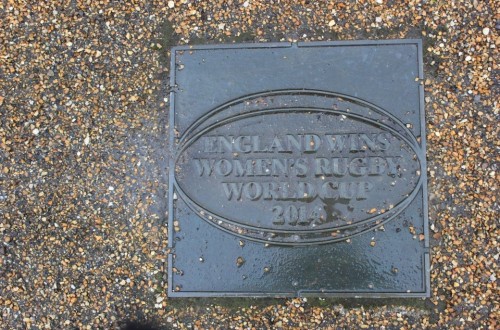 ENGLAND WINS
WOMEN'S RUGBY
WORLD CUP
2014